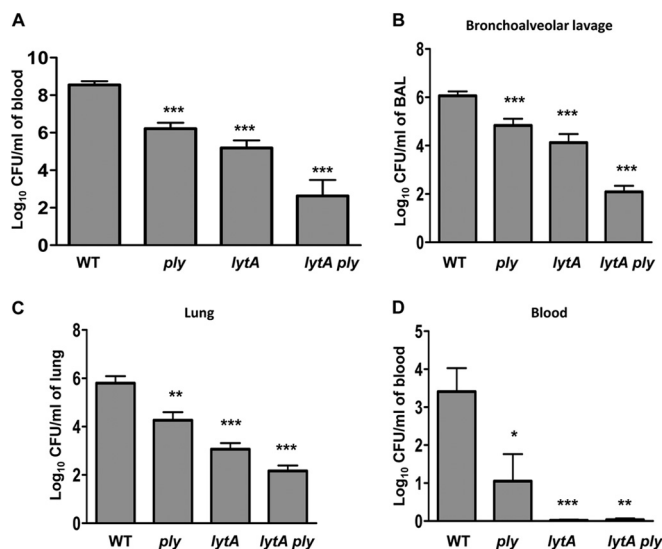 A
Log10 CFU/ml of blood
10
8
6
4
2
0
***
***
***
WT
ply
lytA
lytA ply
B
Bronchoalveolar lavage
Log10 CFU/ml of BAL
8
6
4
2
0
***
***
***
WT
ply
lytA
lytA ply
C
Lung
Log10 CFU/ml of lung
8
6
4
2
0
**
***
***
WT
ply
lytA
lytA ply
D
Blood
Log10 CFU/ml of blood
5
4
3
2
1
0
*
***
**
WT
ply
lytA
lytA ply